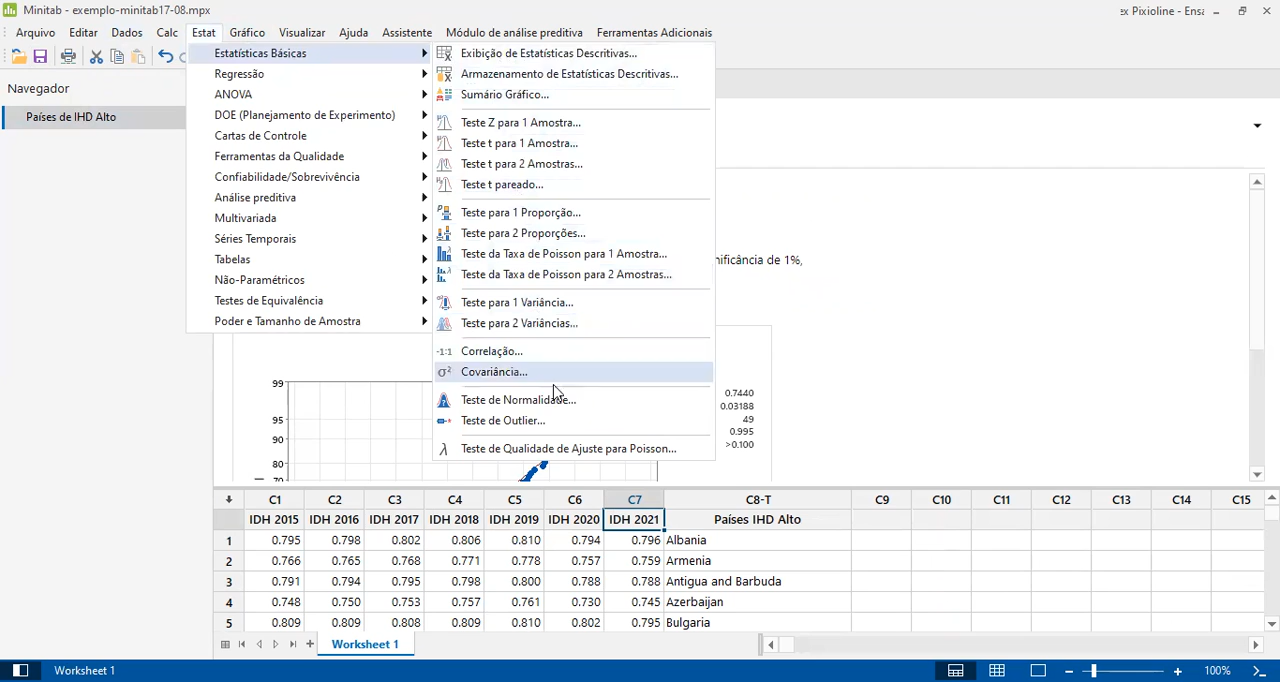 Minitab - exemplo-minitab17-08.mpx
ex Pixioline - Ensa
Arquivo Editar Dados Calc Estat Gráfico Visualizar Ajuda Assistente Módulo de análise preditiva Ferramentas Adicionais
Navegador
Países de IHD Alto
Estatísticas Básicas
Regressão
ANOVA
DOE (Planejamento de Experimento)
Cartas de Controle
Ferramentas da Qualidade
Confiabilidade/Sobrevivência
Análise preditiva
Multivariada
Séries Temporais
Tabelas
Não-Paramétricos
Testes de Equivalência
Poder e Tamanho de Amostra
Exibição de Estatísticas Descritivas...
Armazenamento de Estatísticas Descritivas...
Sumário Gráfico...
Teste Z para 1 Amostra...
Teste t para 1 Amostra...
Teste t para 2 Amostras...
Teste t pareado...
Teste para 1 Proporção...
Teste para 2 Proporções...
Teste da Taxa de Poisson para 1 Amostra...
Teste da Taxa de Poisson para 2 Amostras...
Teste para 1 Variância...
Teste para 2 Variâncias...
-1:1 Correlação...
σ² Covariância...
Teste de Normalidade...
Teste de Outlier...
λ Teste de Qualidade de Ajuste para Poisson...
nificância de 1%,
99
95
90
80
70
0.7440
0.03188
49
0.995
>0.100
C1 C2 C3 C4 C5 C6 C7 C8-T C9 C10 C11 C12 C13 C14 C15
IDH 2015 IDH 2016 IDH 2017 IDH 2018 IDH 2019 IDH 2020 IDH 2021 Países IHD Alto
1 0.795 0.798 0.802 0.806 0.810 0.794 0.796 Albania
2 0.766 0.765 0.768 0.771 0.778 0.757 0.759 Armenia
3 0.791 0.794 0.795 0.798 0.800 0.788 0.788 Antigua and Barbuda
4 0.748 0.750 0.753 0.757 0.761 0.730 0.745 Azerbaijan
5 0.809 0.809 0.808 0.809 0.810 0.802 0.795 Bulgaria
Worksheet 1
Worksheet 1
100%